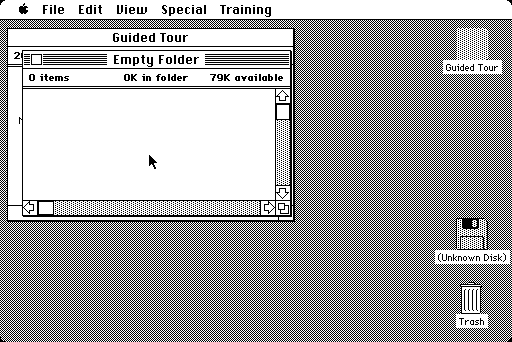 File Edit View Special Training
Guided Tour
Empty Folder
0 items 0K in folder 79K available
Guided Tour
(Unknown Disk)
Trash